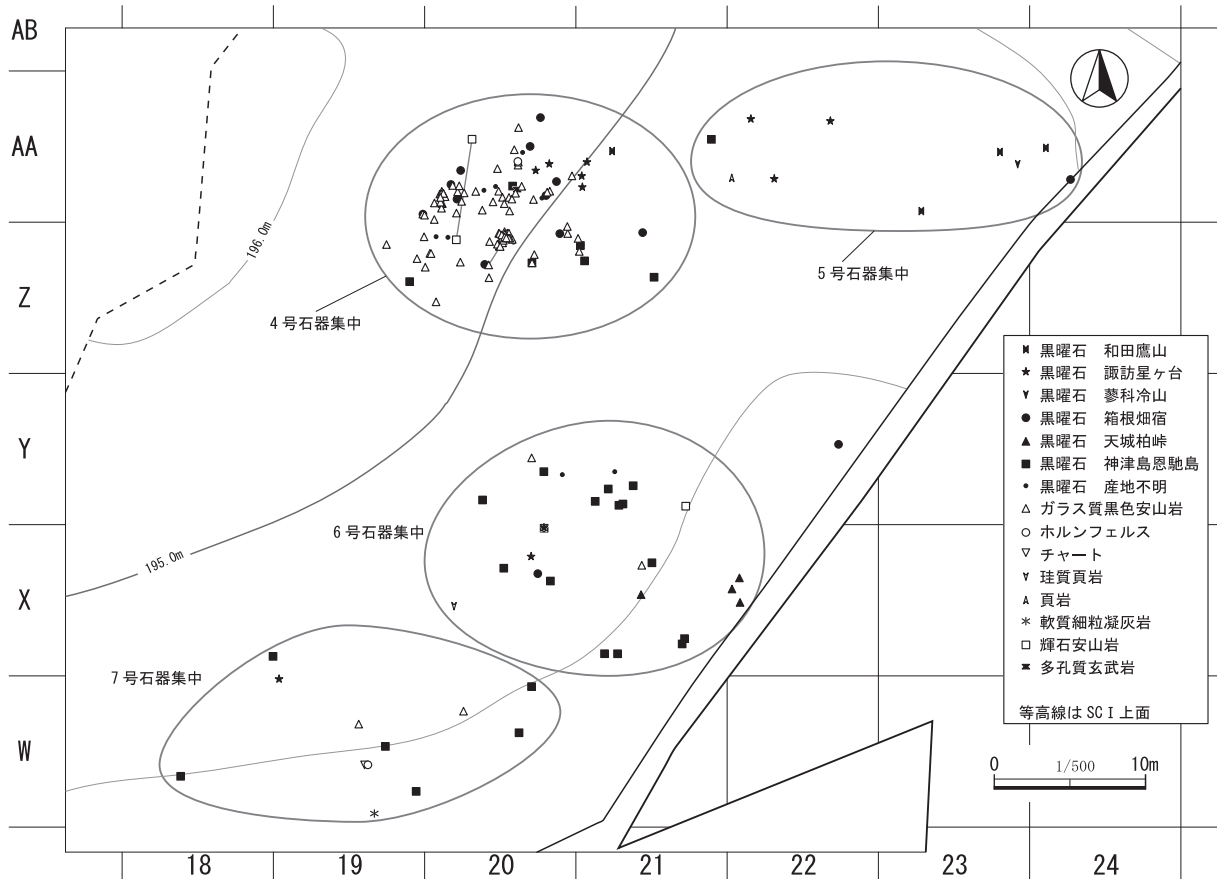 AB
AA
Z
Y
X
W
18
19
20
21
22
23
24
196.0m
195.0m
4号石器集中
5号石器集中
6号石器集中
7号石器集中
黒曜石 和田鷹山
黒曜石 諏訪星ヶ台
黒曜石 蓼科冷山
黒曜石 箱根畑宿
黒曜石 天城柏峠
黒曜石 神津島恩馳島
黒曜石 産地不明
ガラス質黒色安山岩
ホルンフェルス
チャート
珪質頁岩
頁岩
軟質細粒凝灰岩
輝石安山岩
多孔質玄武岩
等高線はSCⅠ上面
0 1/500 10m